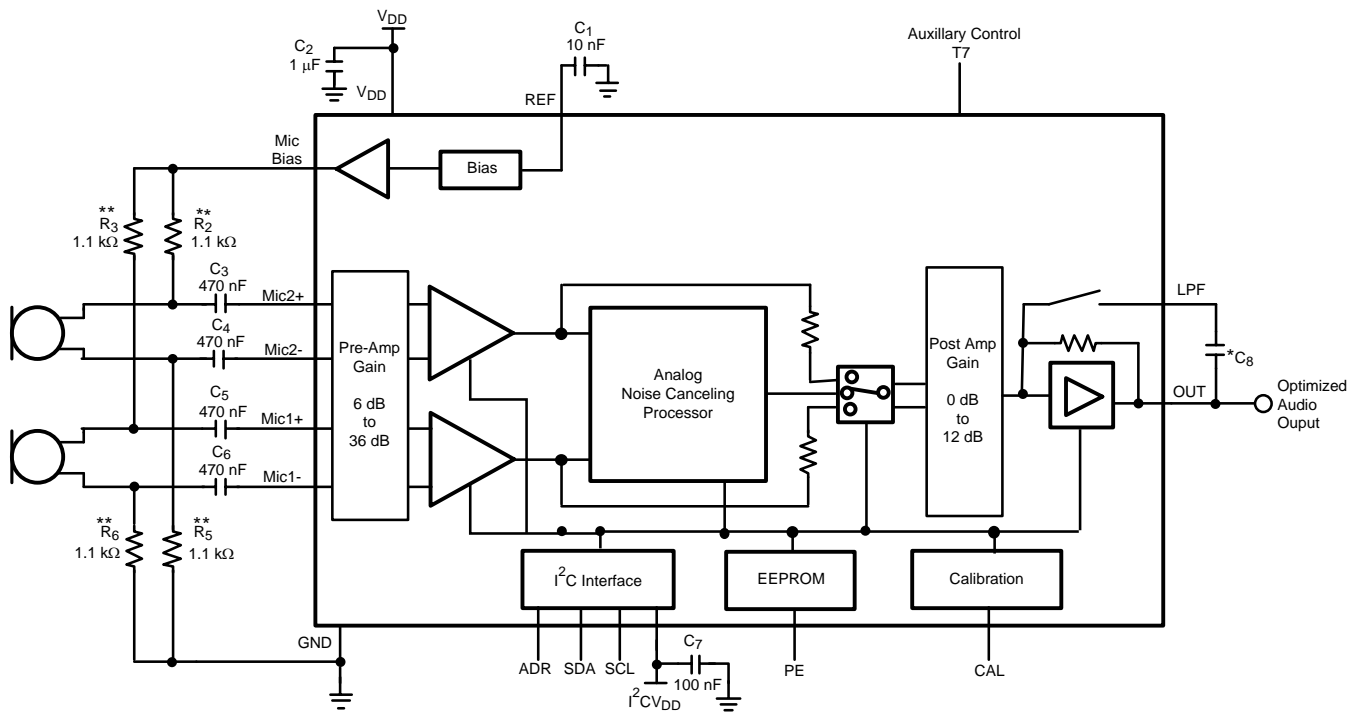 VDD
C2
1 μF
VDD
C1
10 nF
REF
Auxillary Control
T7
Mic
Bias
Bias
**
R3
1.1 kΩ
**
R2
1.1 kΩ
C3
470 nF
Mic2+
C4
470 nF
Mic2-
C5
470 nF
Mic1+
C6
470 nF
Mic1-
**
R6
1.1 kΩ
**
R5
1.1 kΩ
Pre-Amp
Gain
6 dB
to
36 dB
Analog
Noise Canceling
Processor
Post Amp
Gain
0 dB
to
12 dB
LPF
*C8
OUT
Optimized
Audio
Ouput
I2C Interface
EEPROM
Calibration
GND
ADR
SDA
SCL
C7
100 nF
I2CVDD
PE
CAL